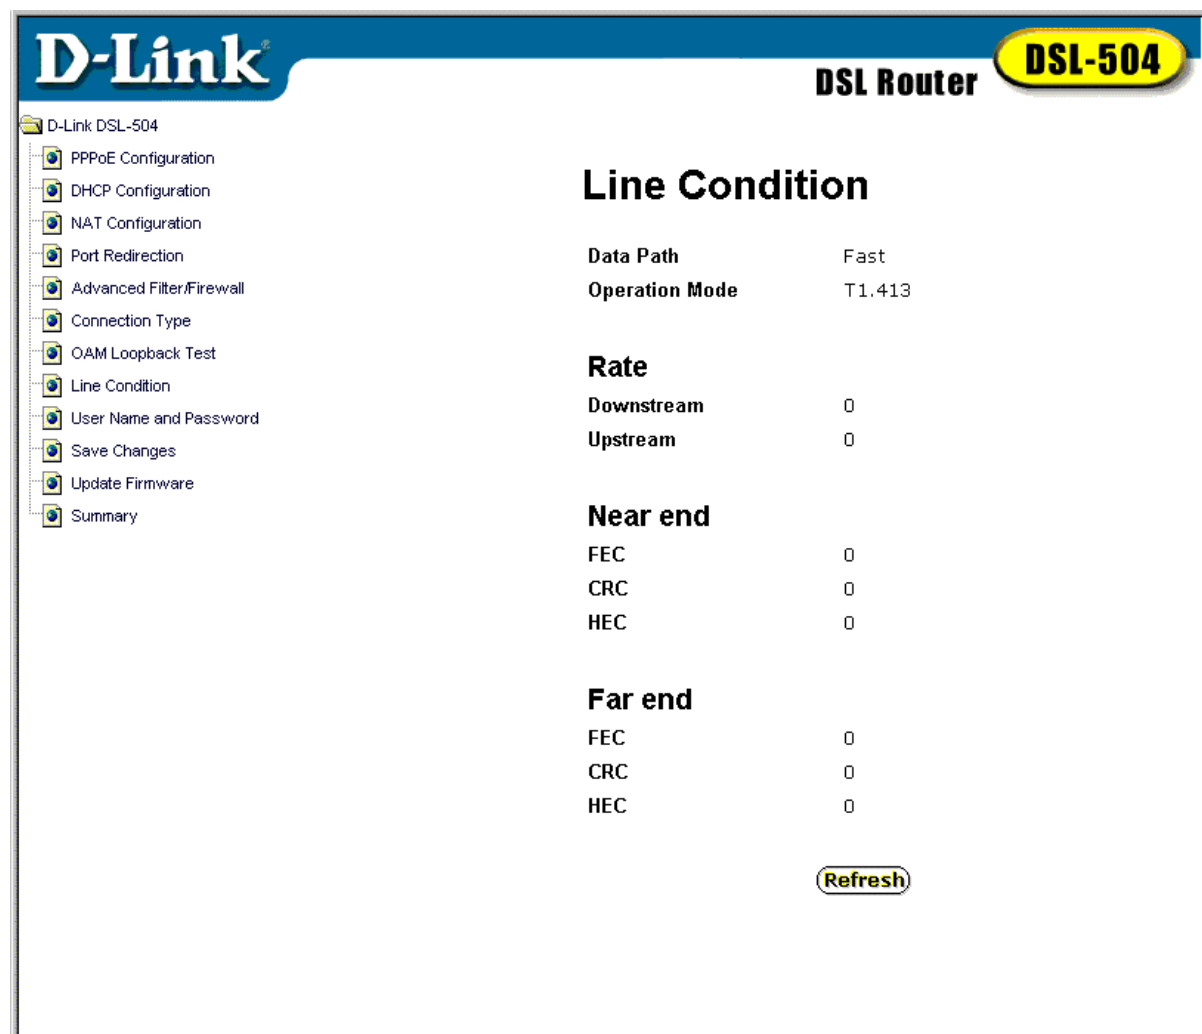 D-Link®
DSL Router
DSL-504
D-Link DSL-504
PPPoE Configuration
DHCP Configuration
NAT Configuration
Port Redirection
Advanced Filter/Firewall
Connection Type
OAM Loopback Test
Line Condition
User Name and Password
Save Changes
Update Firmware
Summary
Line Condition
Data Path Fast
Operation Mode T1.413
Rate
Downstream 0
Upstream 0
Near end
FEC 0
CRC 0
HEC 0
Far end
FEC 0
CRC 0
HEC 0
Refresh